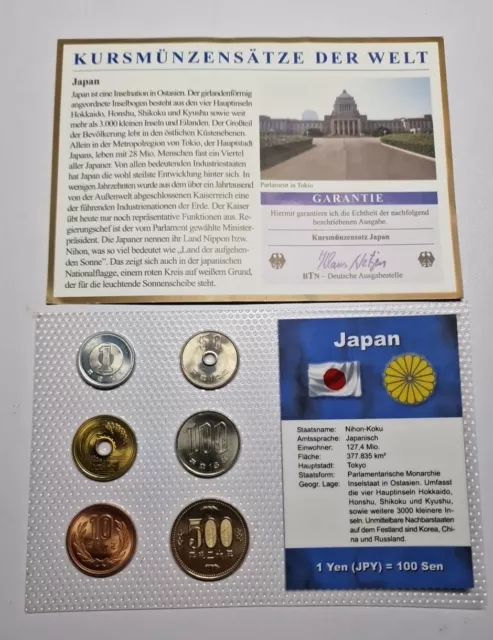 KURSMÜNZENSÄTZE DER WELT
Japan
Japan ist eine Inselnation in Ostasien. Der girlandenförmig
angeordnete Inselbogen besteht aus den vier Hauptinseln
Hokkaido, Honshu, Shikoku und Kyushu sowie weit
mehr als 3.000 kleinen Inseln und Eilanden. Der Großteil
der Bevölkerung lebt in den östlichen Küstenebenen.
Allein in der Metropolregion von Tokio, der Hauptstadt
Japans, leben mit 28 Mio. Menschen fast ein Viertel
aller Japaner. Von allen bedeutenden Industriestaaten
hat Japan die wohl steilste Entwicklung hinter sich. In
wenigen Jahrzehnten wurde aus dem über ein Jahrtausend
von der Außenwelt abgeschlossenen Kaiserreich eine
der führenden Industrienationen der Erde. Der Kaiser
übt heute nur noch repräsentative Funktionen aus. Re-
gierungschef ist der vom Parlament gewählte Minister-
präsident. Die Japaner nennen ihr Land Nippon bzw.
Nihon, was so viel bedeutet wie „Land der aufgehen-
den Sonne". Das zeigt sich auch in der japanischen
Nationalflagge, einem roten Kreis auf weißem Grund,
der für die leuchtende Sonnenscheibe steht.
Parlament in Tokio
GARANTIE
Hiermit garantiere ich die Echtheit der nachfolgend
beschriebenen Ausgabe.
Kursmünzensatz Japan
BTN – Deutsche Ausgabestelle
1
50
100
10
500
Japan
Staatsname: Nihon-Koku
Amtssprache: Japanisch
Einwohner: 127,4 Mio.
Fläche: 377.835 km²
Hauptstadt: Tokyo
Staatsform: Parlamentarische Monarchie
Geogr. Lage: Inselstaat in Ostasien. Umfasst
die vier Hauptinseln Hokkaido,
Honshu, Shikoku und Kyushu,
sowie weitere 3000 kleinere In-
seln. Unmittelbare Nachbarstaaten
auf dem Festland sind Korea, Chi-
na und Russland.
1 Yen (JPY) = 100 Sen